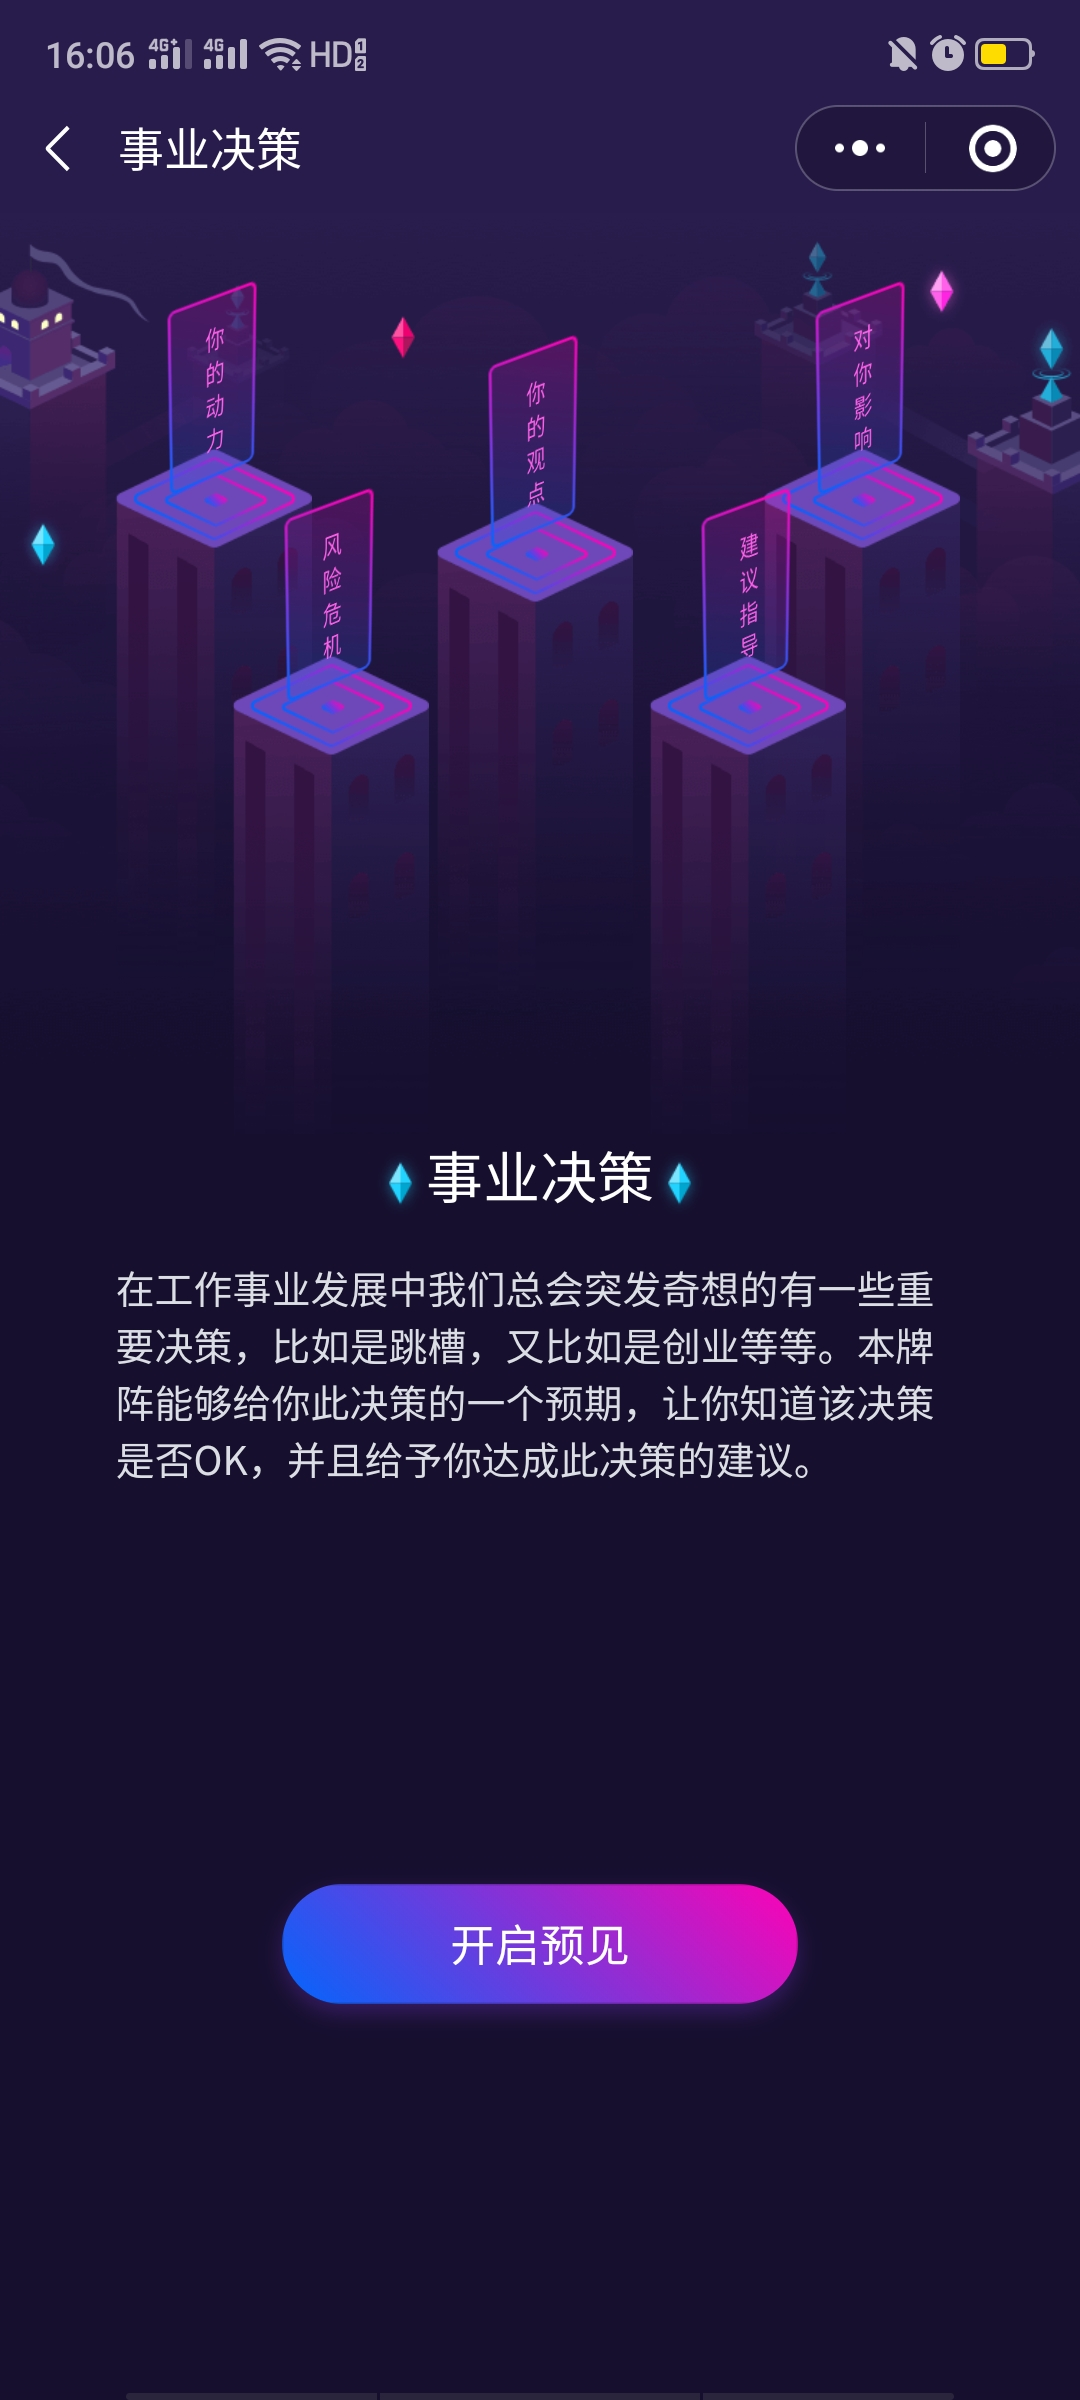 16:06 4G+ 4G HD 1 2
事业决策
你的动力
你的观点
对你影响
风险危机
建议指导
事业决策
在工作事业发展中我们总会突发奇想的有一些重
要决策，比如是跳槽，又比如是创业等等。本牌
阵能够给你此决策的一个预期，让你知道该决策
是否OK，并且给予你达成此决策的建议。
开启预见